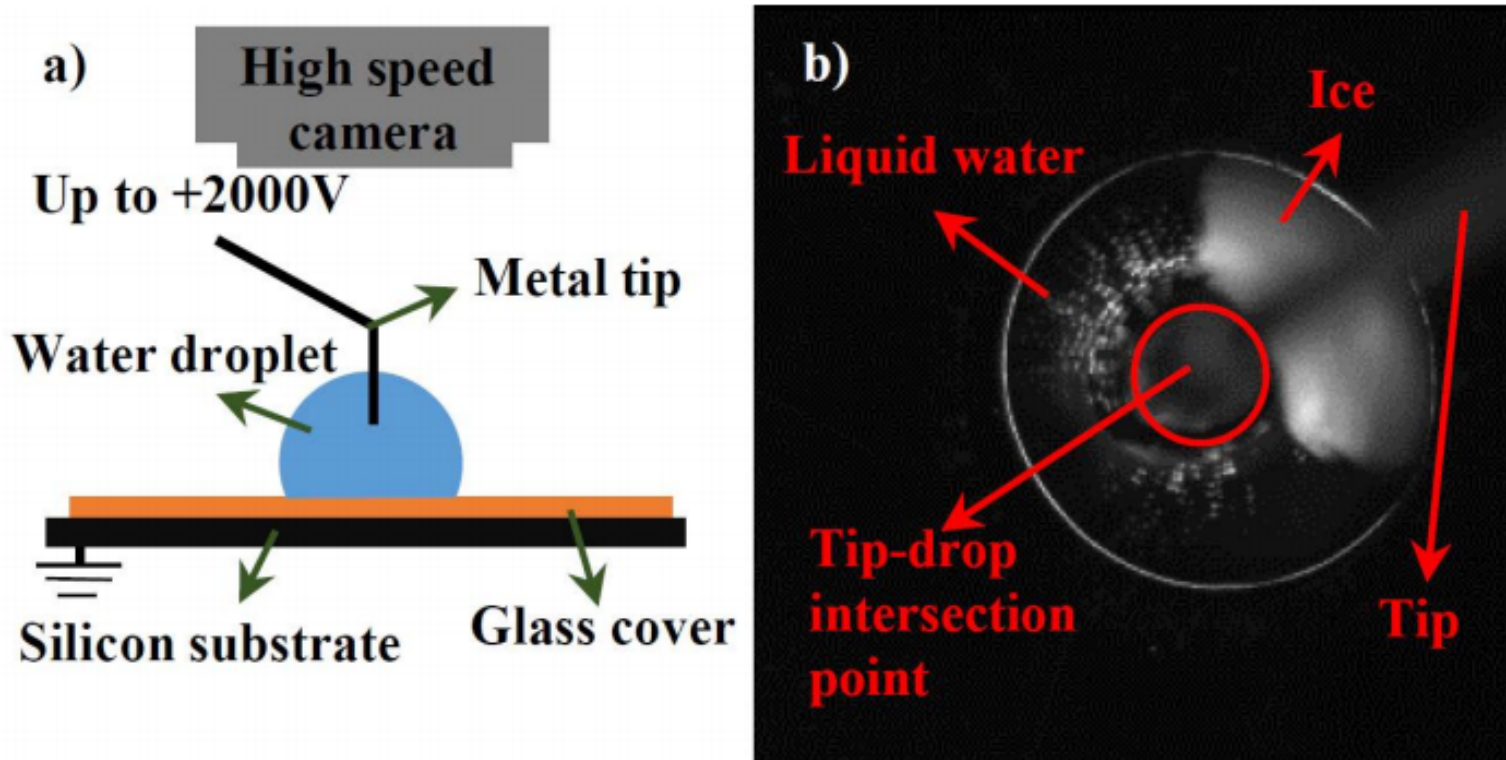 a)
High speed
camera
Up to +2000V
Metal tip
Water droplet
Silicon substrate
Glass cover
b)
Ice
Liquid water
Tip-drop
intersection
point
Tip